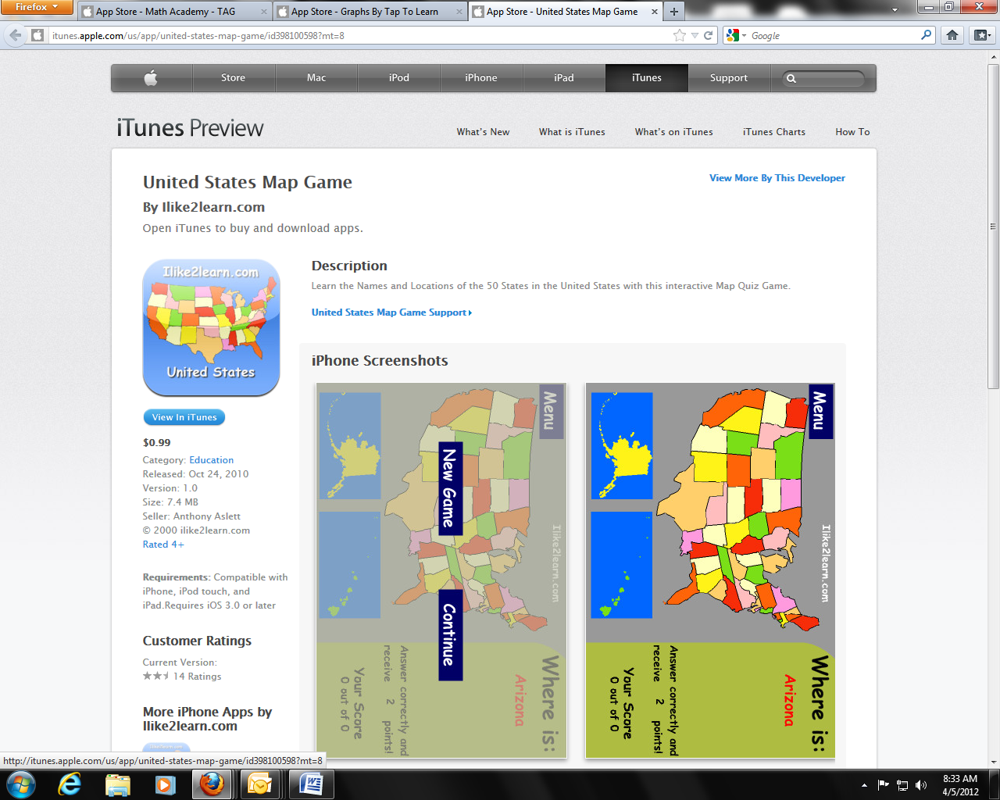 Firefox
App Store - Math Academy - TAG
App Store - Graphs By Tap To Learn
App Store - United States Map Game
itunes.apple.com/us/app/united-states-map-game/id398100598?mt=8
Google
Store
Mac
iPod
iPhone
iPad
iTunes
Support
iTunes Preview
What's New
What is iTunes
What's on iTunes
iTunes Charts
How To
United States Map Game
View More By This Developer
By Ilike2learn.com
Open iTunes to buy and download apps.
Ilike2learn.com
United States
View In iTunes
$0.99
Category: Education
Released: Oct 24, 2010
Version: 1.0
Size: 7.4 MB
Seller: Anthony Aslett
© 2000 ilike2learn.com
Rated 4+
Requirements: Compatible with
iPhone, iPod touch, and
iPad.Requires iOS 3.0 or later
Customer Ratings
Current Version:
14 Ratings
More iPhone Apps by
Ilike2learn.com
Description
Learn the Names and Locations of the 50 States in the United States with this interactive Map Quiz Game.
United States Map Game Support
iPhone Screenshots
Menu
New Game
Continue
Ilike2learn.com
Where is:
Arizona
Answer correctly and
receive 2 points!
Your Score
0 out of 0
Menu
Ilike2learn.com
Where is:
Arizona
Answer correctly and
receive 2 points!
Your Score
0 out of 0
http://itunes.apple.com/us/app/united-states-map-game/id398100598?mt=8
8:33 AM
4/5/2012